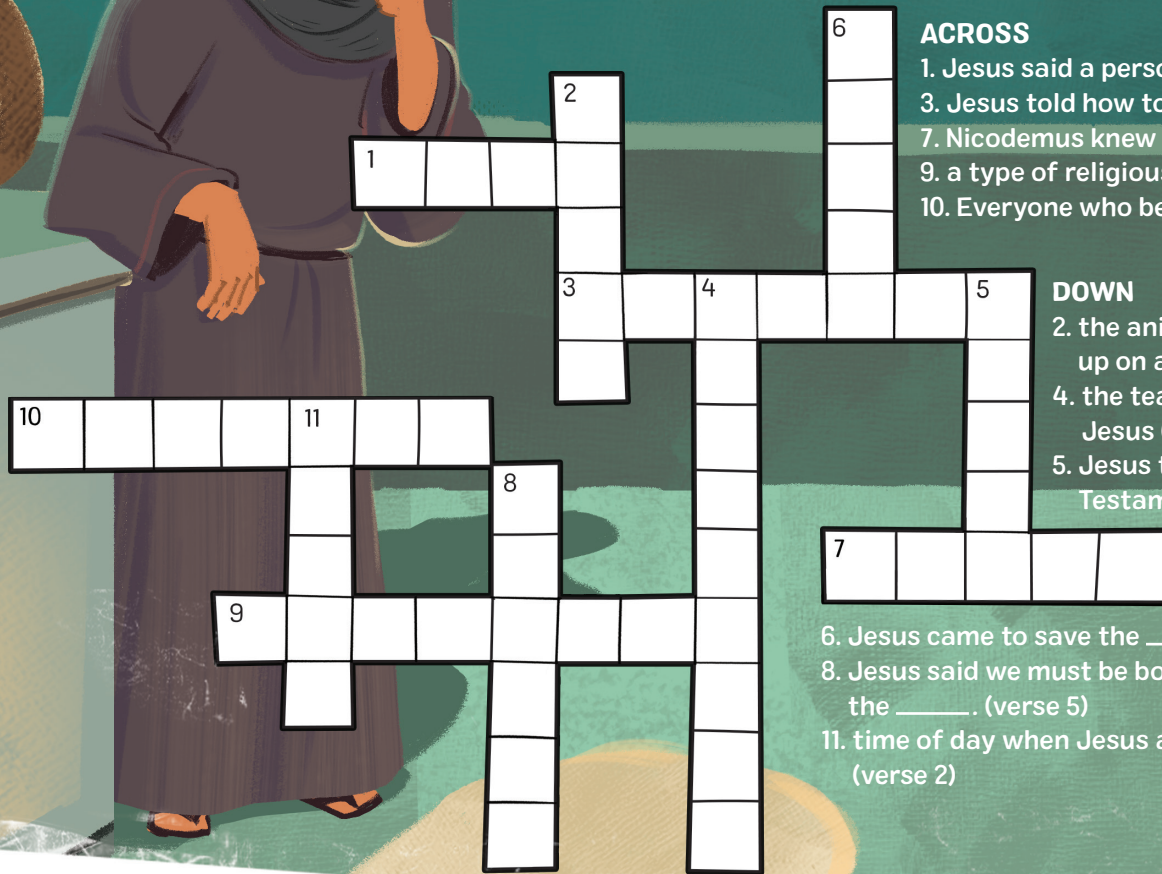 6
2
1
3
4
5
10
11
8
7
9
ACROSS
1. Jesus said a perso
3. Jesus told how to
7. Nicodemus knew
9. a type of religious
10. Everyone who be
DOWN
2. the ani
up on a
4. the tea
Jesus
5. Jesus t
Testam
6. Jesus came to save the _
8. Jesus said we must be bo
the _____. (verse 5)
11. time of day when Jesus a
(verse 2)